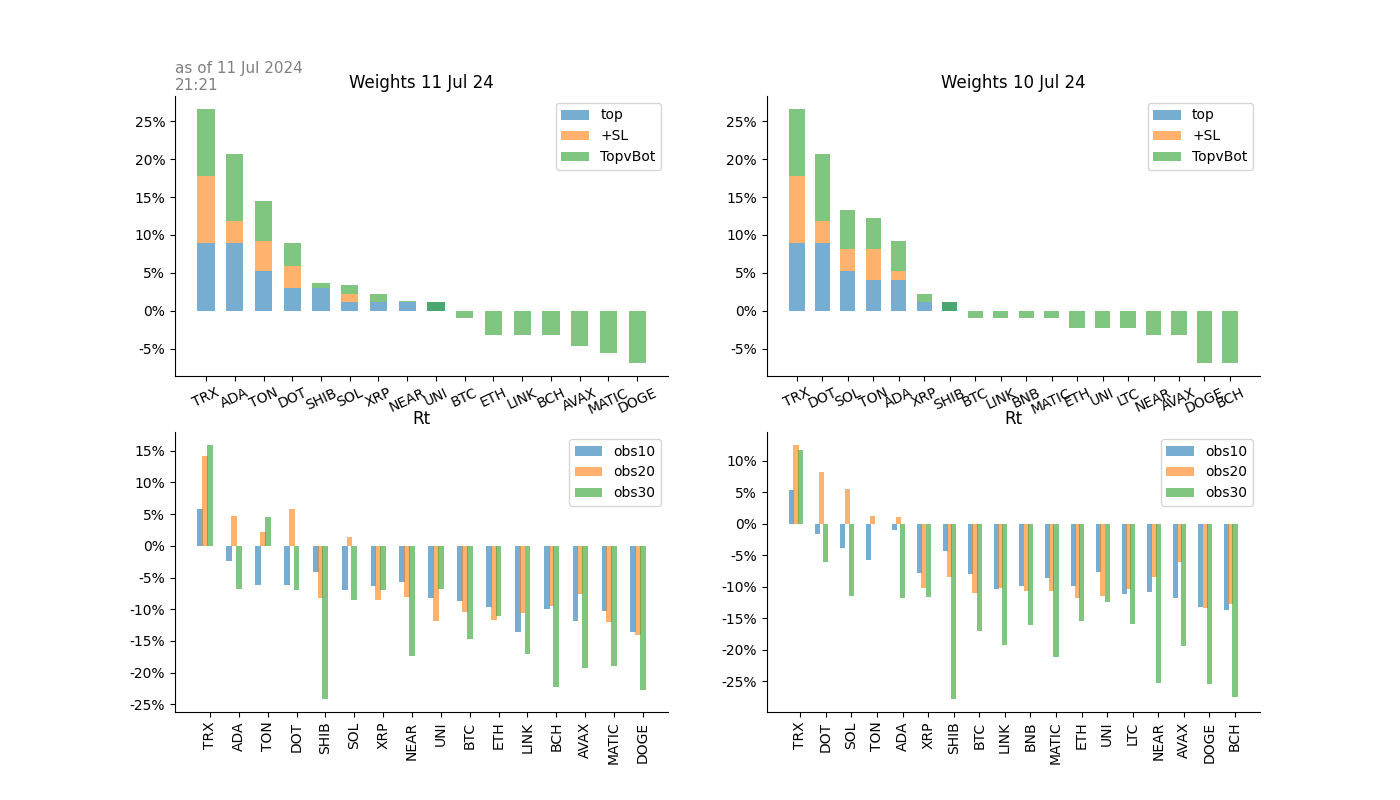 as of 11 Jul 2024
21:21
Weights 11 Jul 24
25%
20%
15%
10%
5%
0%
-5%
top
+SL
TopvBot
TRX ADA TON DOT SHIB SOL XRP NEAR UNI BTC ETH LINK BCH AVAX MATIC DOGE
Weights 10 Jul 24
25%
20%
15%
10%
5%
0%
-5%
top
+SL
TopvBot
TRX DOT SOL TON ADA XRP SHIB BTC LINK BNB MATIC ETH UNI LTC NEAR AVAX DOGE BCH
Rt
15%
10%
5%
0%
-5%
-10%
-15%
-20%
-25%
obs10
obs20
obs30
TRX ADA TON DOT SHIB SOL XRP NEAR UNI BTC ETH LINK BCH AVAX MATIC DOGE
Rt
10%
5%
0%
-5%
-10%
-15%
-20%
-25%
obs10
obs20
obs30
TRX DOT SOL TON ADA XRP SHIB BTC LINK BNB MATIC ETH UNI LTC NEAR AVAX DOGE BCH